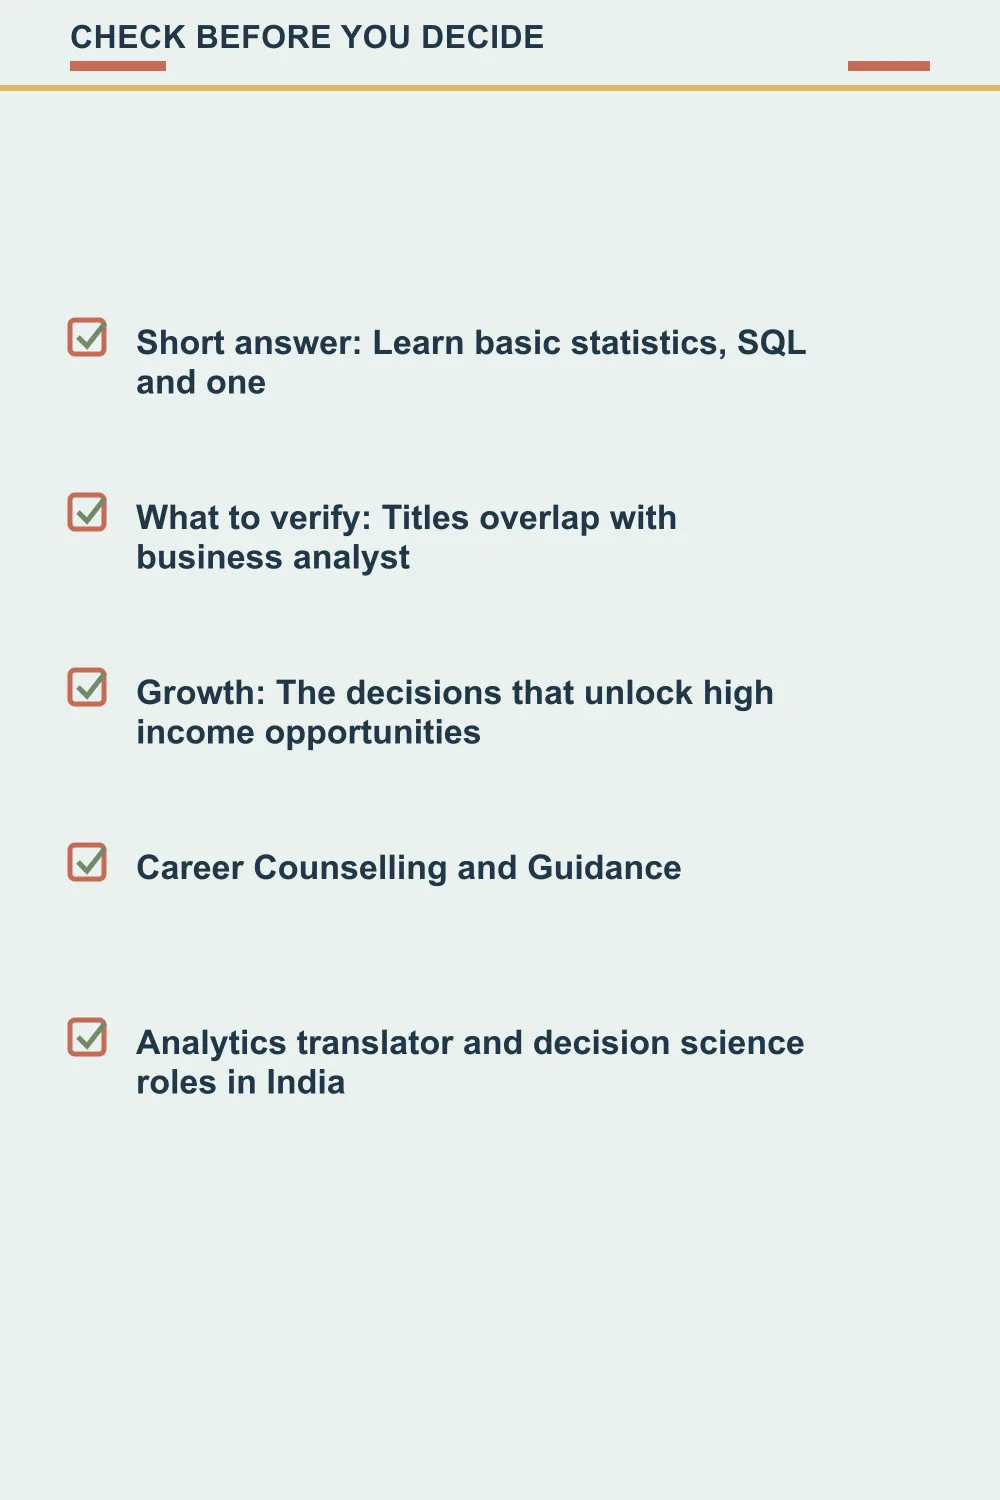 CHECK BEFORE YOU DECIDE
Short answer: Learn basic statistics, SQL
and one
What to verify: Titles overlap with
business analyst
Growth: The decisions that unlock high
income opportunities
Career Counselling and Guidance
Analytics translator and decision science
roles in India